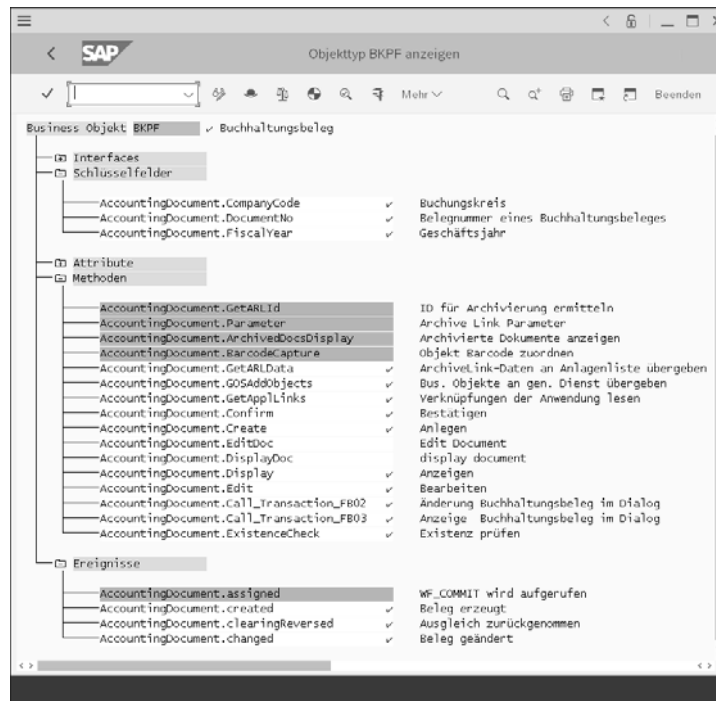 SAP Objekttyp BKPF anzeigen
Mehr Beenden
Business Objekt BKPF Buchhaltungsbeleg
Interfaces
Schlüsselfelder
AccountingDocument.CompanyCode Buchungskreis
AccountingDocument.DocumentNo Belegnummer eines Buchhaltungsbeleges
AccountingDocument.FiscalYear Geschäftsjahr
Attribute
Methoden
AccountingDocument.GetARLId ID für Archivierung ermitteln
AccountingDocument.Parameter Archive Link Parameter
AccountingDocument.ArchivedDocsDisplay Archivierte Dokumente anzeigen
AccountingDocument.BarcodeCapture Objekt Barcode zuordnen
AccountingDocument.GetARLData ArchiveLink-Daten an Anlagenliste übergeben
AccountingDocument.GOSAddObjects Bus. Objekte an gen. Dienst übergeben
AccountingDocument.GetApplLinks Verknüpfungen der Anwendung lesen
AccountingDocument.Confirm Bestätigen
AccountingDocument.Create Anlegen
AccountingDocument.EditDoc Edit Document
AccountingDocument.DisplayDoc display document
AccountingDocument.Display Anzeigen
AccountingDocument.Edit Bearbeiten
AccountingDocument.Call_Transaction_FB02 Änderung Buchhaltungsbeleg im Dialog
AccountingDocument.Call_Transaction_FB03 Anzeige Buchhaltungsbeleg im Dialog
AccountingDocument.ExistenceCheck Existenz prüfen
Ereignisse
AccountingDocument.assigned WF_COMMIT wird aufgerufen
AccountingDocument.created Beleg erzeugt
AccountingDocument.clearingReversed Ausgleich zurückgenommen
AccountingDocument.changed Beleg geändert